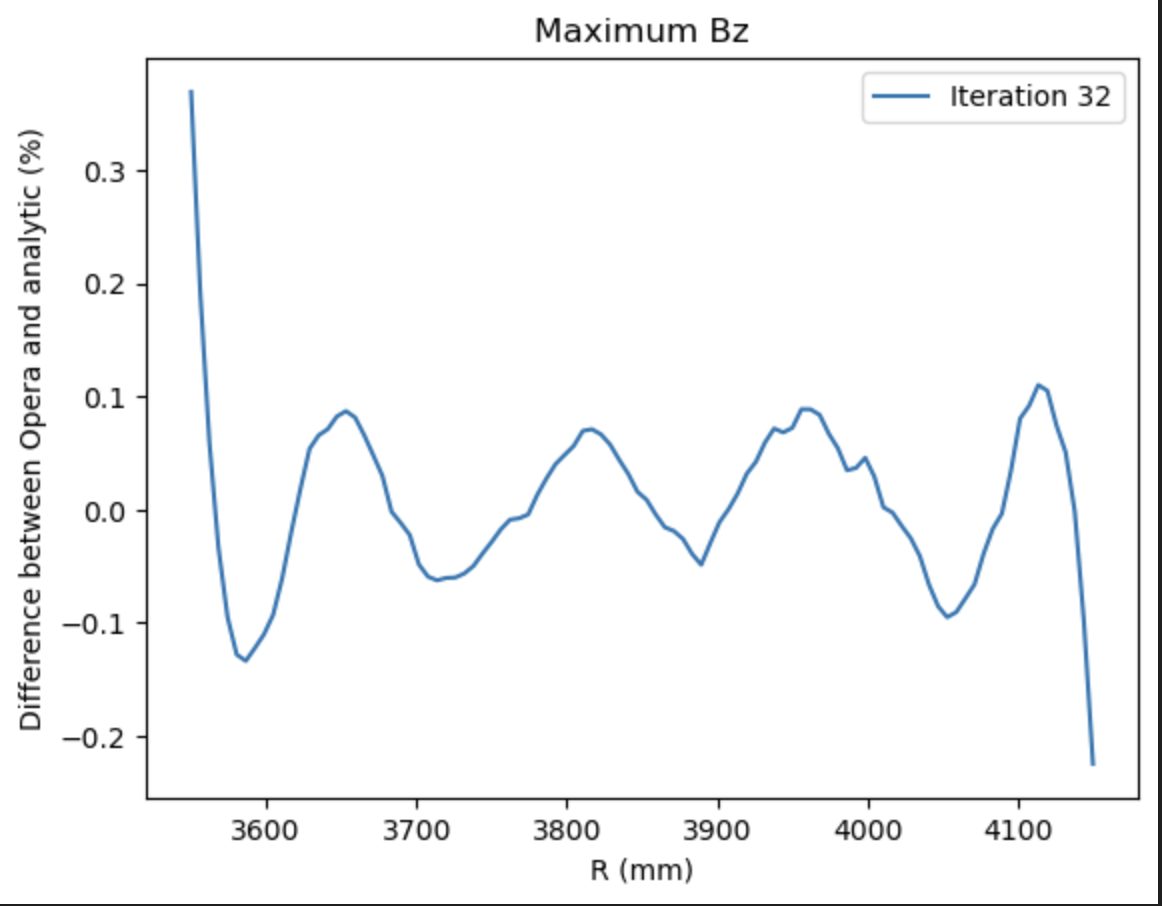 Maximum Bz
Iteration 32
Difference between Opera and analytic (%)
0.3
0.2
0.1
0.0
−0.1
−0.2
3600 3700 3800 3900 4000 4100
R (mm)